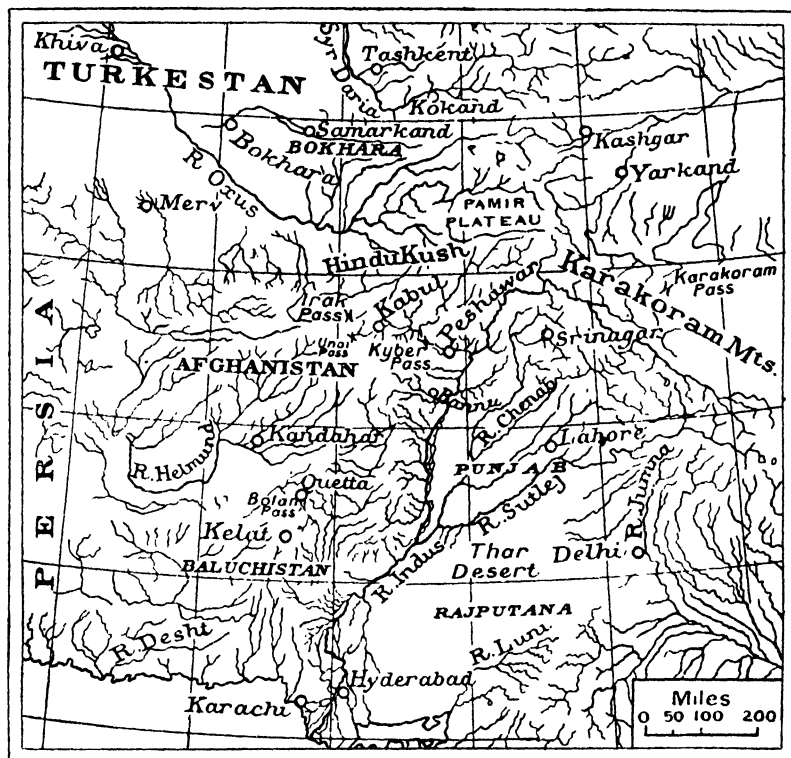 Khiva
TURKESTAN
Syr Daria
Tashkent
Kokand
Samarkand
BOKHARA
Bokhara
Kashgar
Yarkand
R. Oxus
Merv
PAMIR
PLATEAU
Hindu Kush
Karakoram Mts.
Karakoram
Pass
Irak
Pass
Kabul
Peshawar
Unai
Pass
Kyber
Pass
Srinagar
AFGHANISTAN
PERSIA
Bannu
R. Chenab
Kandahar
Lahore
R. Helmund
PUNJAB
Quetta
Bolan
Pass
R. Sutlej
R. Jumna
Kelat
R. Indus
Thar
Desert
Delhi
BALUCHISTAN
RAJPUTANA
R. Desht
R. Luni
Hyderabad
Karachi
Miles
0 50 100 200